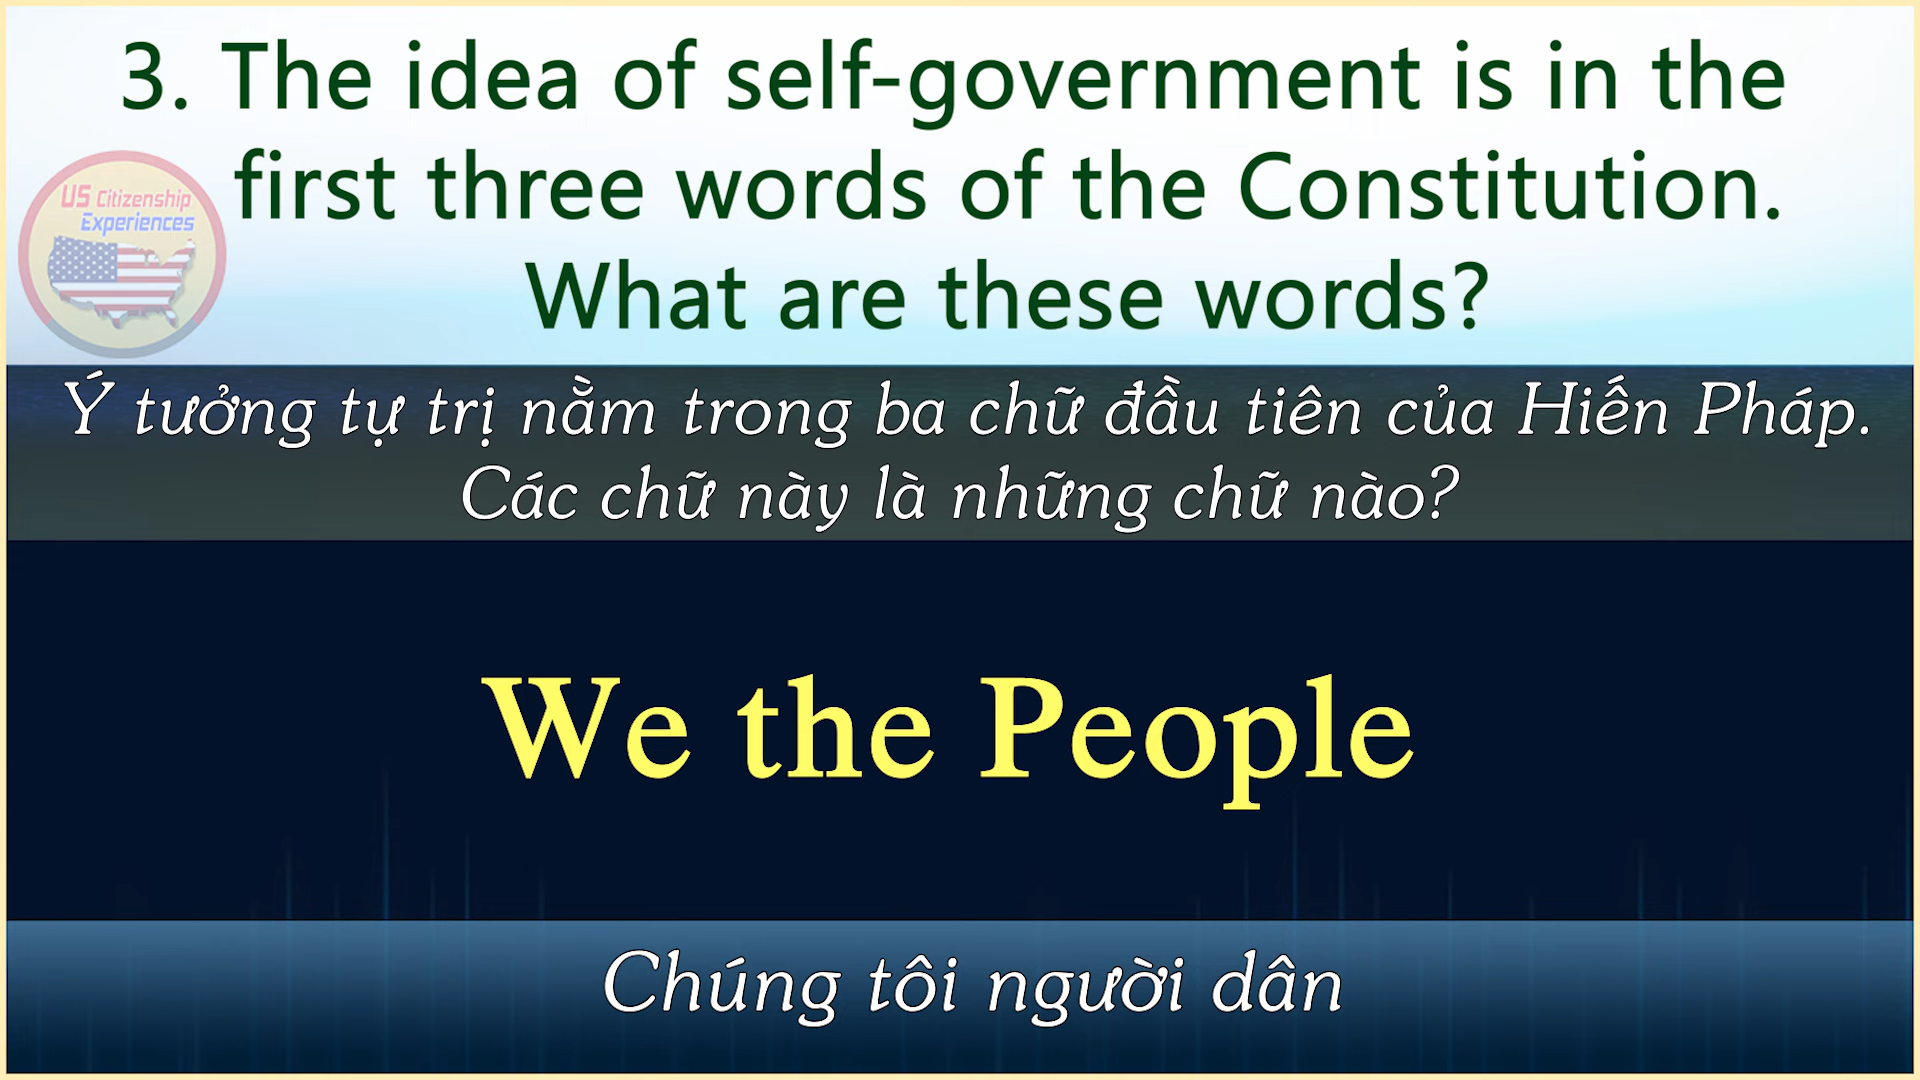 3. The idea of self-government is in the
first three words of the Constitution.
What are these words?
US Citizenship
Experiences
Ý tưởng tự trị nằm trong ba chữ đầu tiên của Hiến Pháp.
Các chữ này là những chữ nào?
We the People
Chúng tôi người dân